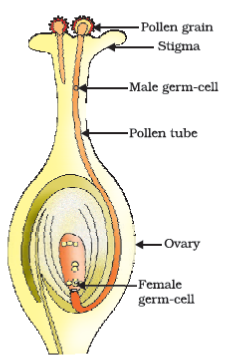 Pollen grain
Stigma
Male germ-cell
Pollen tube
Ovary
Female
germ-cell